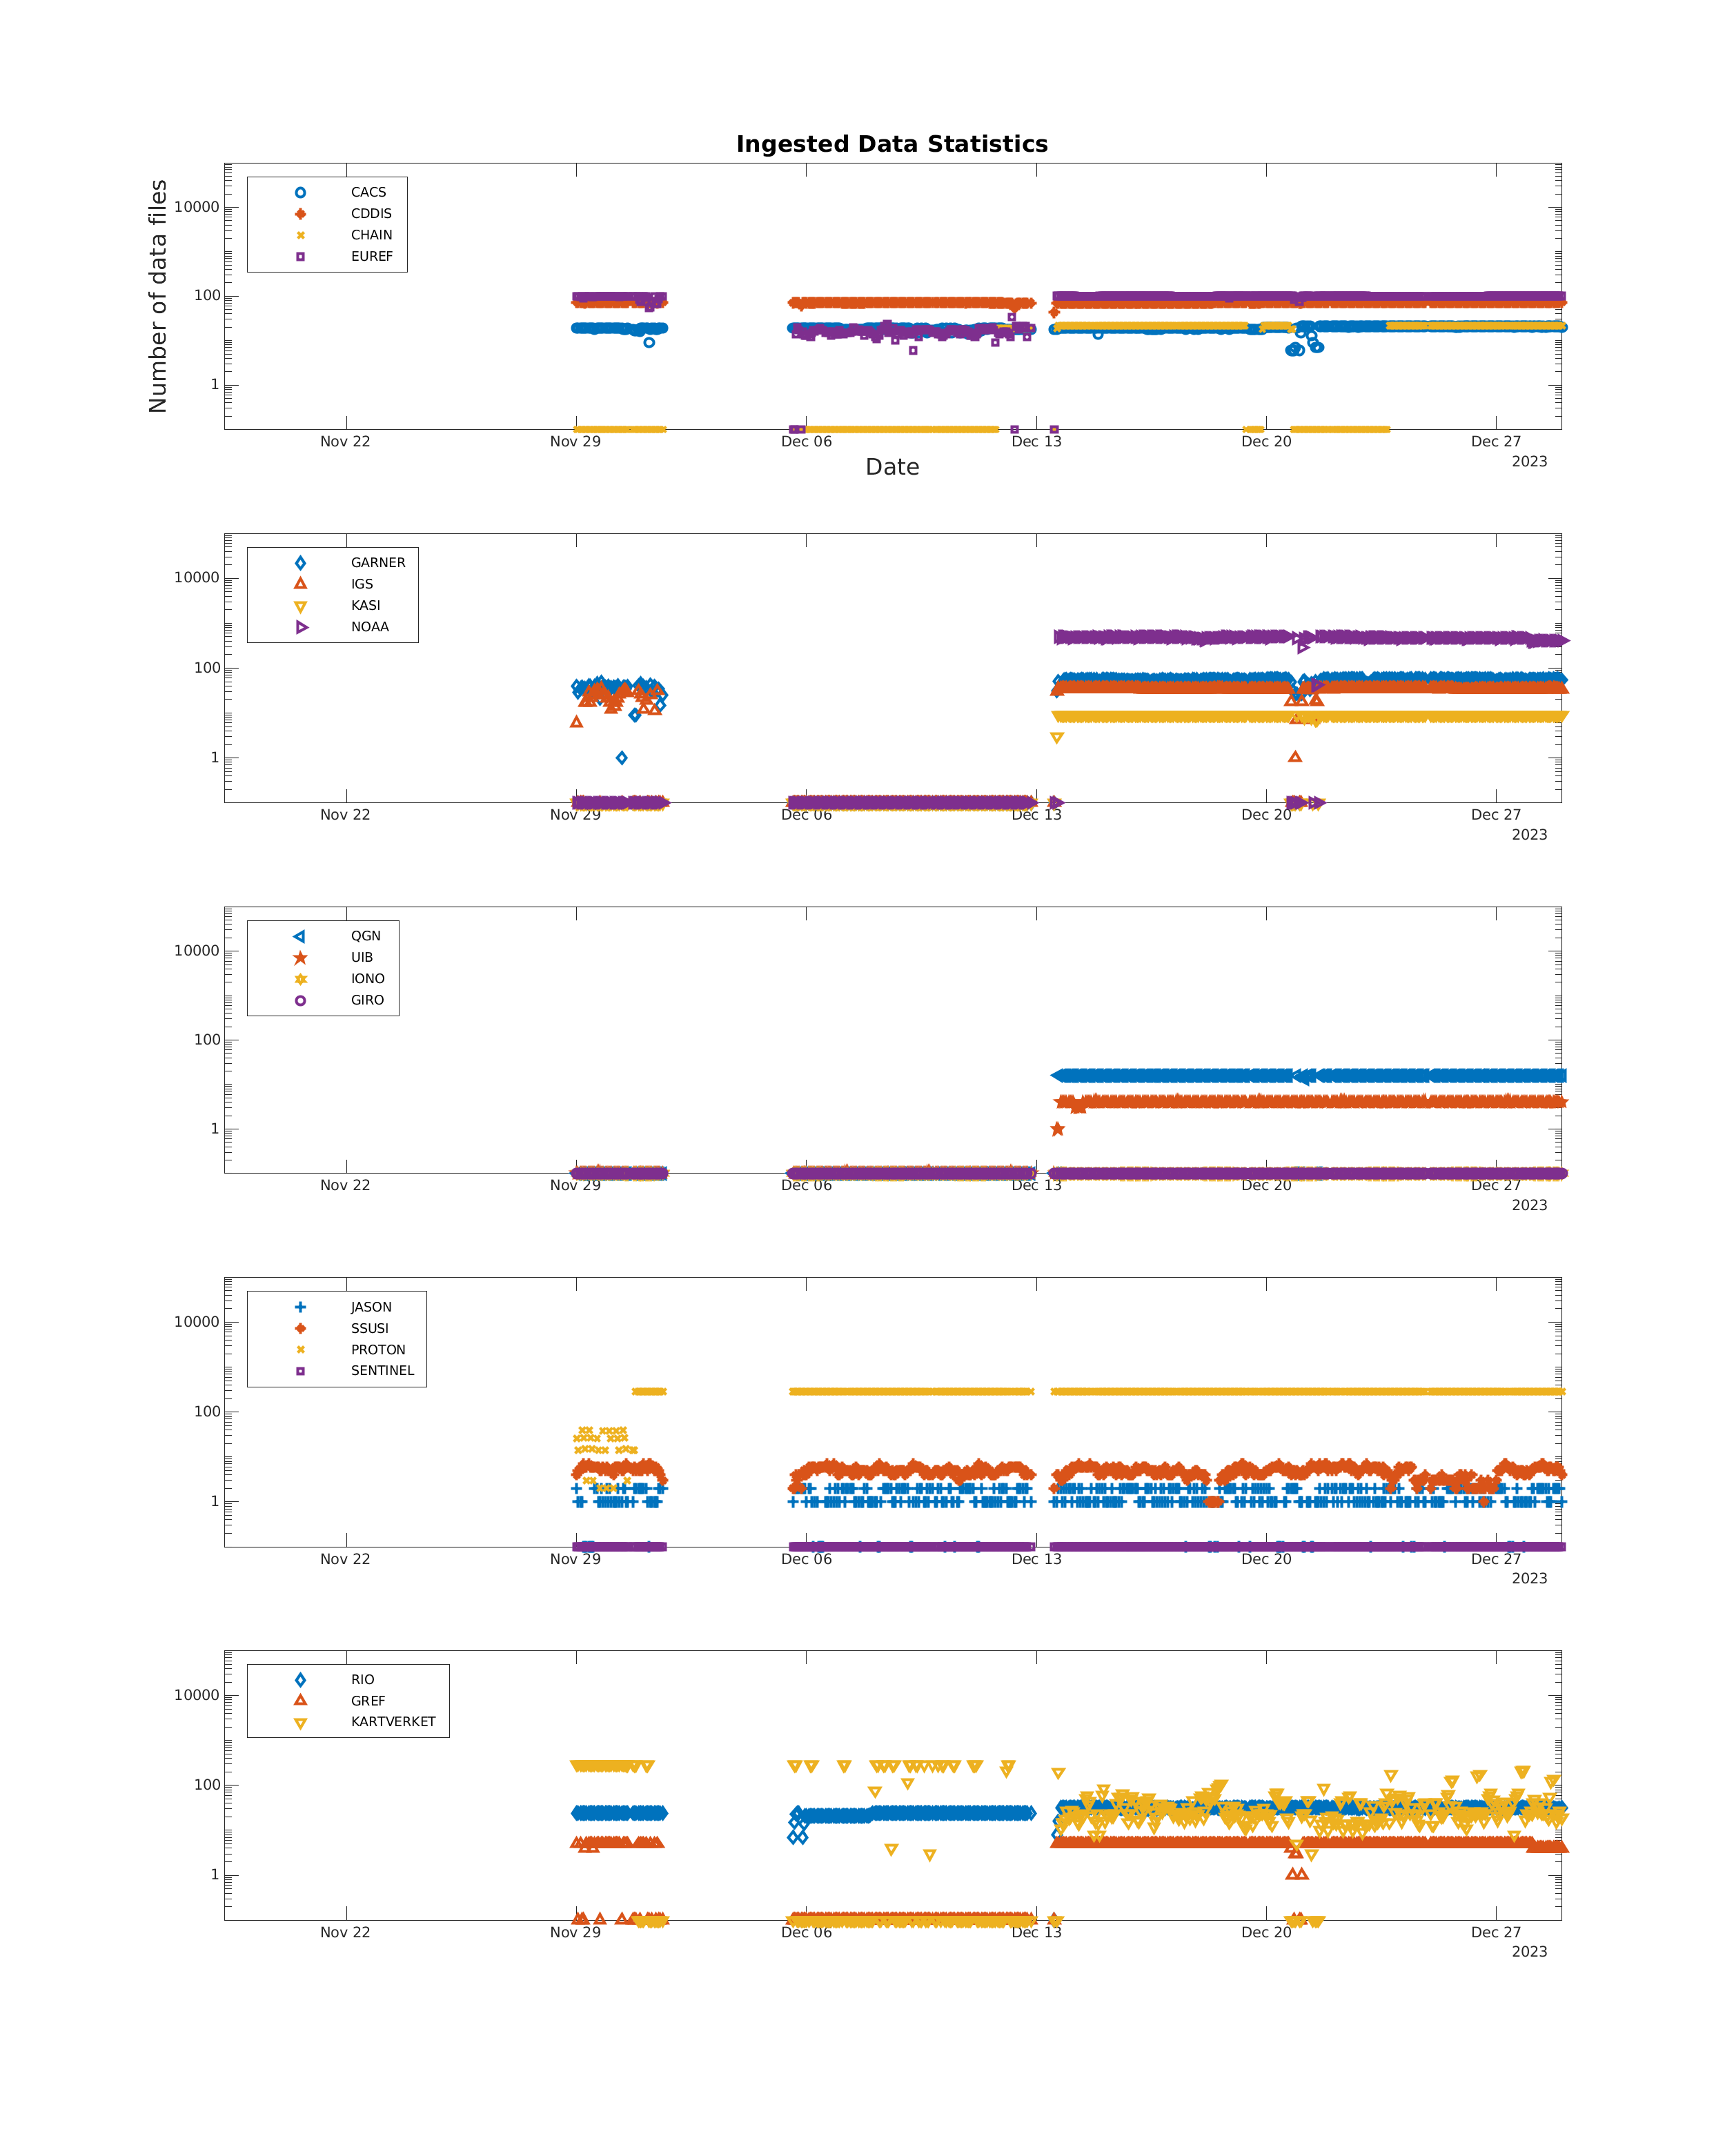 Ingested Data Statistics
Number of data files
10000
100
1
CACS
CDDIS
CHAIN
EUREF
Nov 22 Nov 29 Dec 06 Dec 13 Dec 20 Dec 27
2023
Date
10000
100
1
GARNER
IGS
KASI
NOAA
Nov 22 Nov 29 Dec 06 Dec 13 Dec 20 Dec 27
2023
10000
100
1
QGN
UIB
IONO
GIRO
Nov 22 Nov 29 Dec 06 Dec 13 Dec 20 Dec 27
2023
10000
100
1
JASON
SSUSI
PROTON
SENTINEL
Nov 22 Nov 29 Dec 06 Dec 13 Dec 20 Dec 27
2023
10000
100
1
RIO
GREF
KARTVERKET
Nov 22 Nov 29 Dec 06 Dec 13 Dec 20 Dec 27
2023